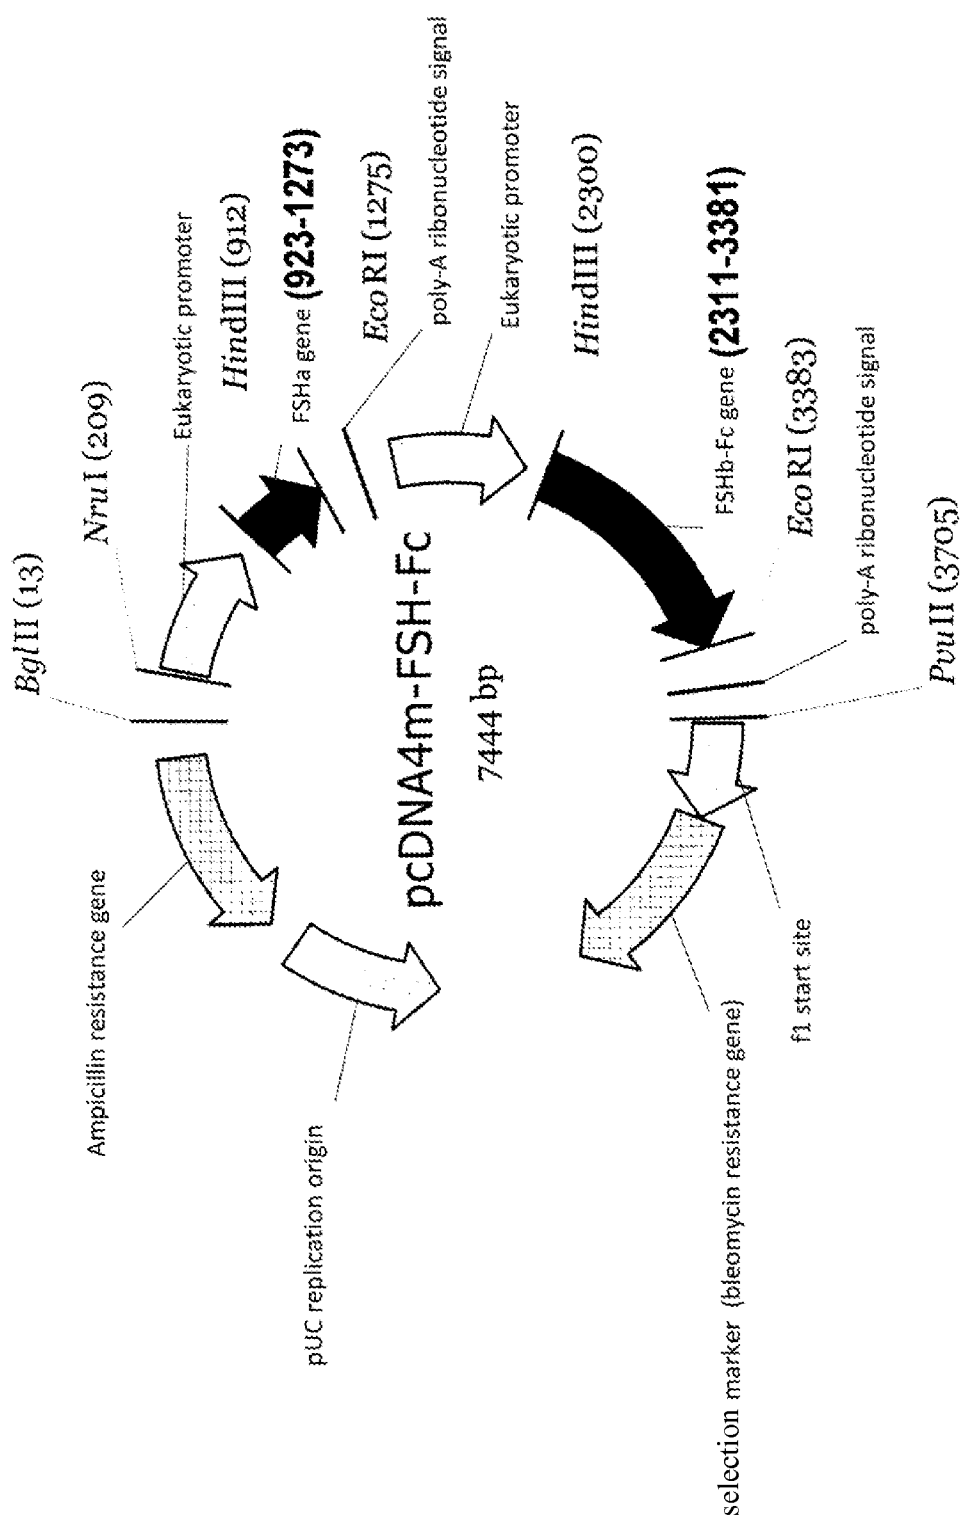 BglII (13)
NruI (209)
Eukaryotic promoter
HindIII (912)
FSHa gene (923-1273)
EcoRI (1275)
poly-A ribonucleotide signal
Eukaryotic promoter
HindIII (2300)
FSHb-Fc gene (2311-3381)
EcoRI (3383)
poly-A ribonucleotide signal
PvuII (3705)
f1 start site
selection marker (bleomycin resistance gene)
pUC replication origin
Ampicillin resistance gene
pcDNA4m-FSH-Fc
7444 bp